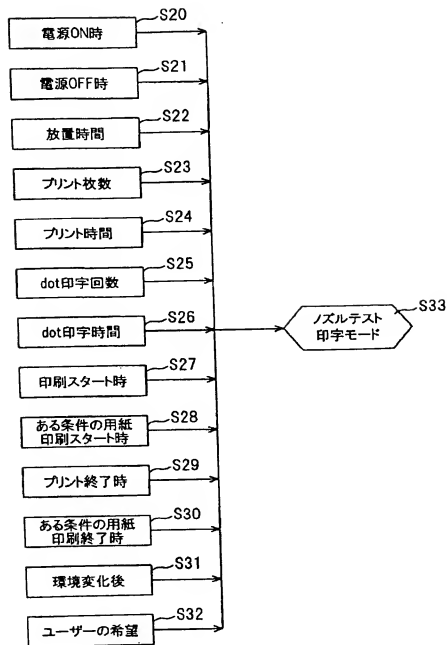 電源ON時
S20
電源OFF時
S21
放置時間
S22
プリント枚数
S23
プリント時間
S24
dot印字回数
S25
dot印字時間
S26
印刷スタート時
S27
ある条件の用紙
印刷スタート時
S28
プリント終了時
S29
ある条件の用紙
印刷終了時
S30
環境変化後
S31
ユーザーの希望
S32
ノズルテスト
印字モード
S33